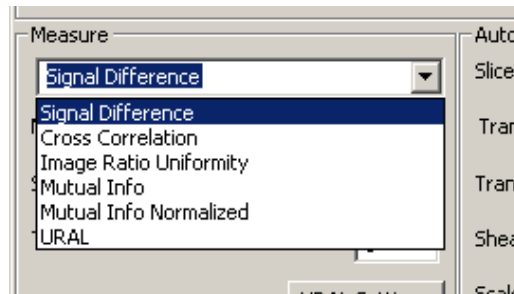 Measure
Auto
Signal Difference
Slice
Signal Difference
Cross Correlation
Tran
Image Ratio Uniformity
Mutual Info
Tran
Mutual Info Normalized
URAL
Shea
Scal